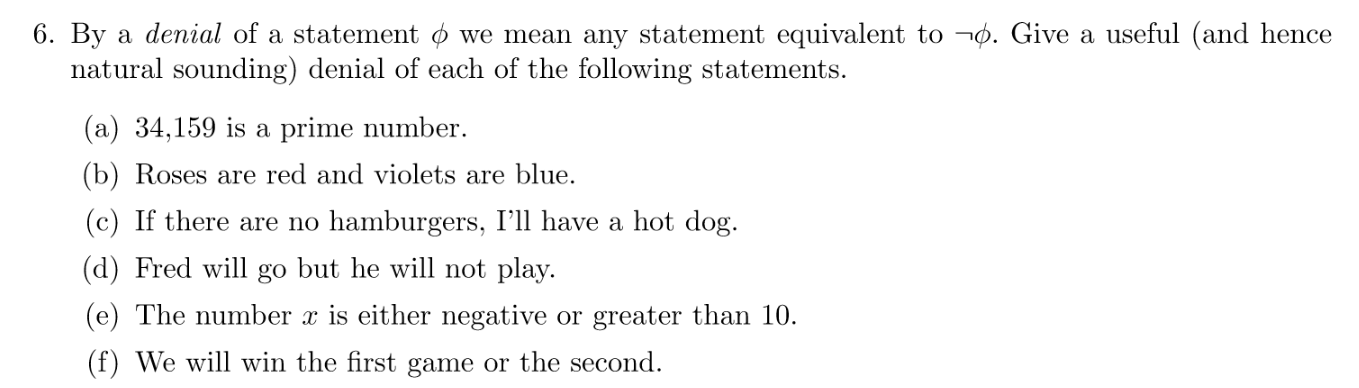 6. By a denial of a statement ϕ we mean any statement equivalent to ¬ϕ. Give a useful (and hence
natural sounding) denial of each of the following statements.
(a) 34,159 is a prime number.
(b) Roses are red and violets are blue.
(c) If there are no hamburgers, I'll have a hot dog.
(d) Fred will go but he will not play.
(e) The number x is either negative or greater than 10.
(f) We will win the first game or the second.